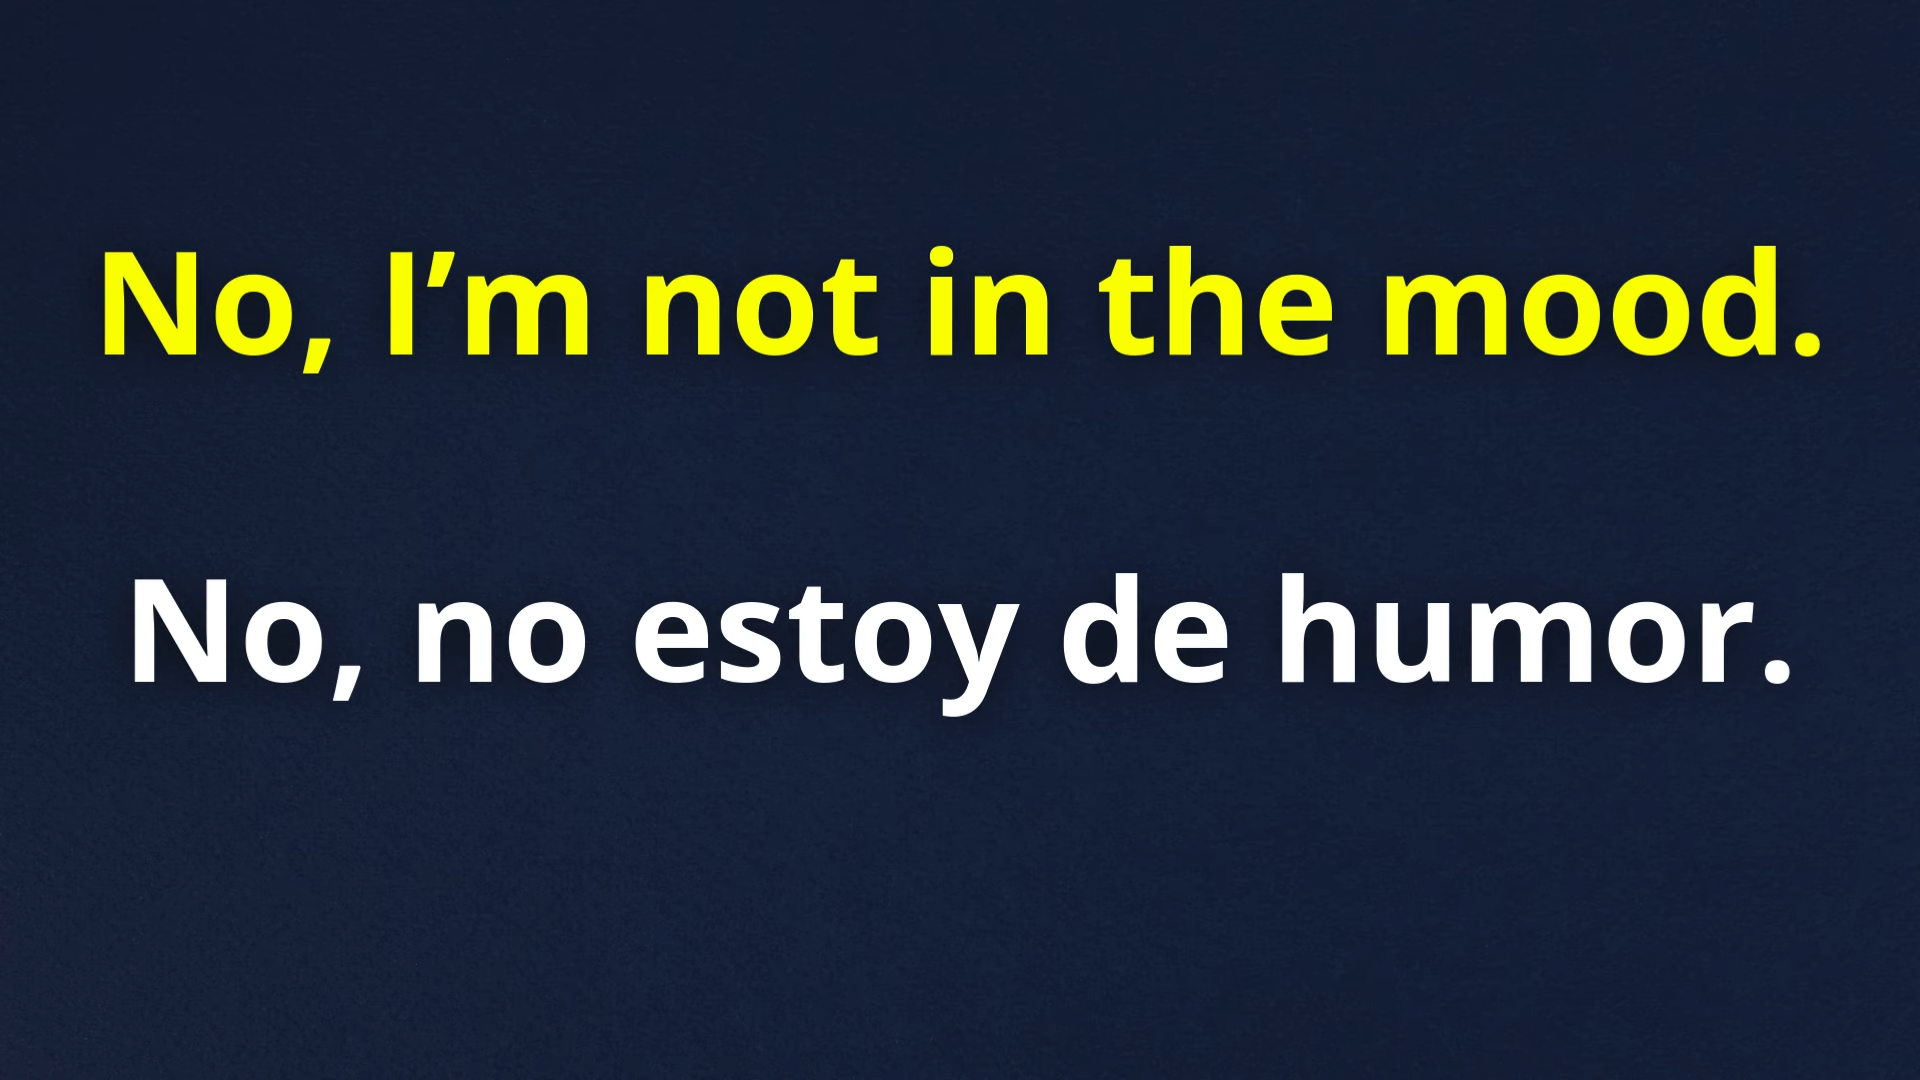 No, I’m not in the mood.
No, no estoy de humor.